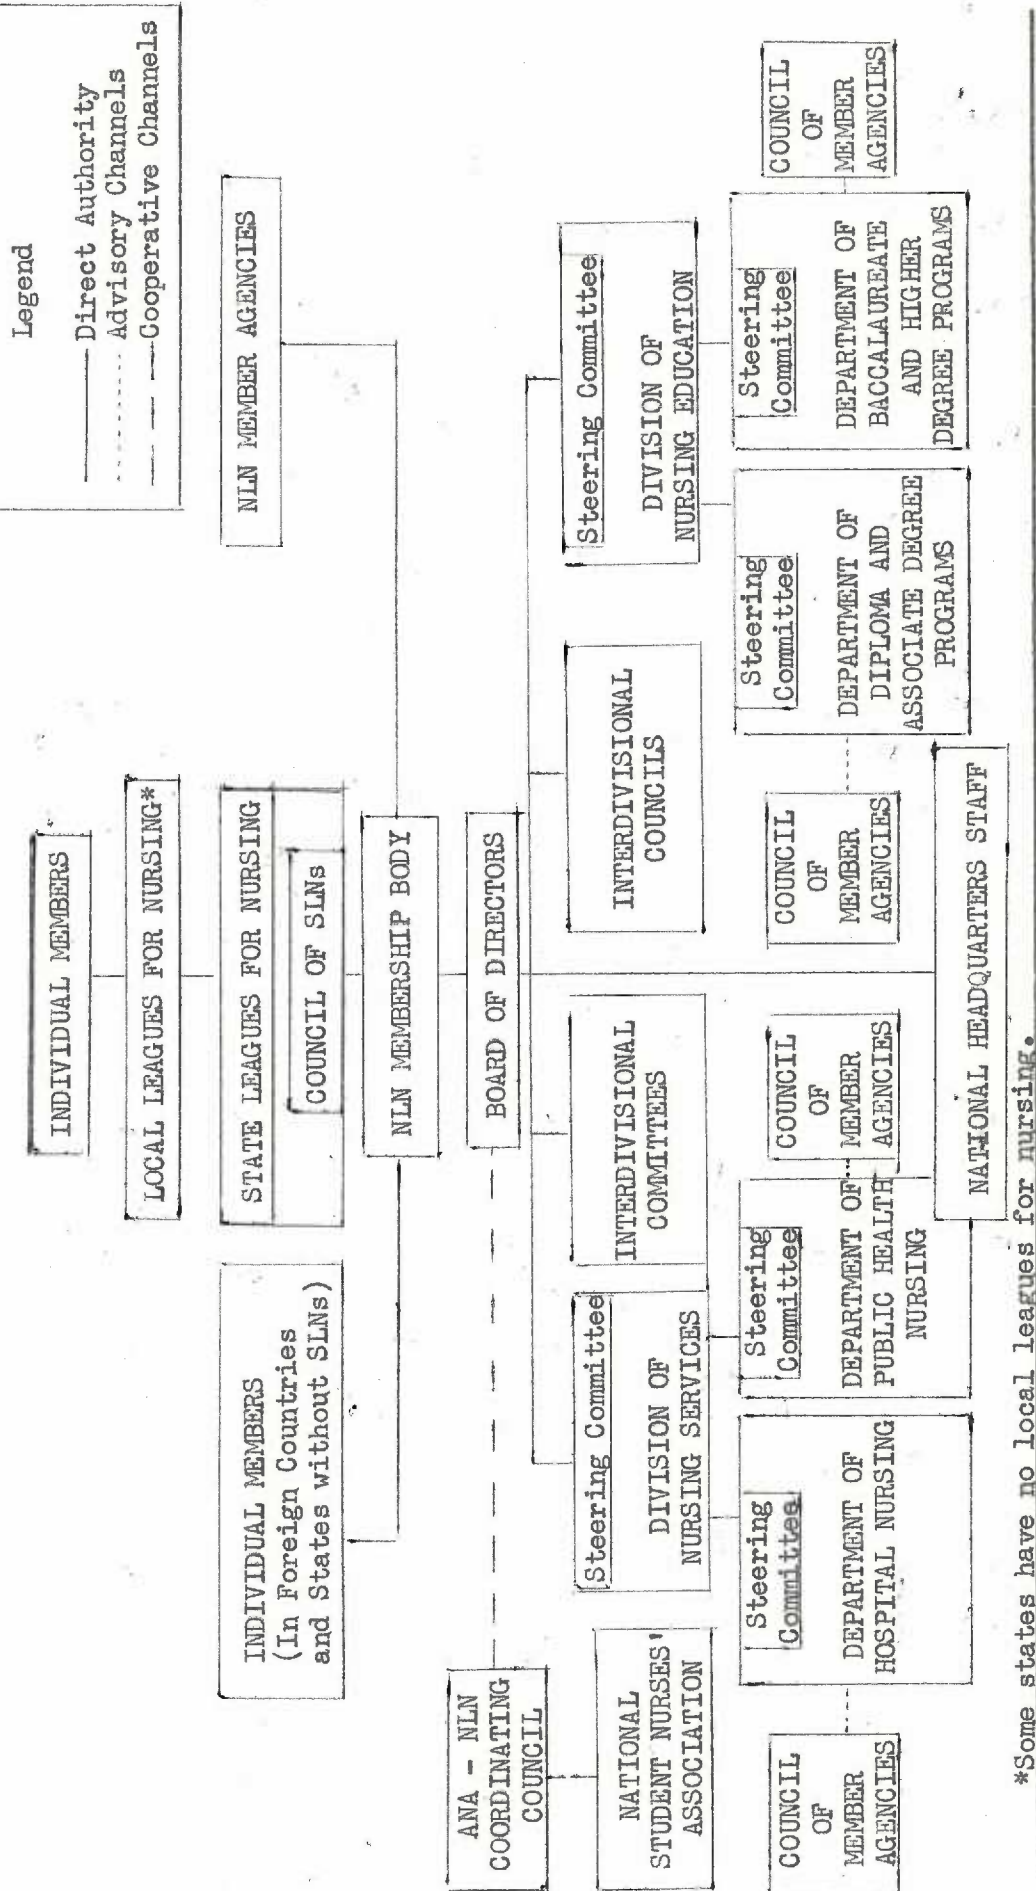 Legend
Direct Authority
Advisory Channels
Cooperative Channels
INDIVIDUAL MEMBERS
LOCAL LEAGUES FOR NURSING*
INDIVIDUAL MEMBERS
(In Foreign Countries
and States without SLNs)
STATE LEAGUES FOR NURSING
COUNCIL OF SLNs
NLN MEMBER AGENCIES
NLN MEMBERSHIP BODY
ANA - NLN
COORDINATING
COUNCIL
BOARD OF DIRECTORS
NATIONAL
STUDENT NURSES'
ASSOCIATION
Steering Committee
DIVISION OF
NURSING SERVICES
INTERDIVISIONAL
COMMITTEES
INTERDIVISIONAL
COUNCILS
Steering Committee
DIVISION OF
NURSING EDUCATION
COUNCIL
OF
MEMBER
AGENCIES
Steering
Committee
DEPARTMENT OF
HOSPITAL NURSING
Steering
Committee
DEPARTMENT OF
PUBLIC HEALTH
NURSING
COUNCIL
OF
MEMBER
AGENCIES
COUNCIL
OF
MEMBER
AGENCIES
Steering
Committee
DEPARTMENT OF
DIPLOMA AND
ASSOCIATE DEGREE
PROGRAMS
Steering
Committee
DEPARTMENT OF
BACCALAUREATE
AND HIGHER
DEGREE PROGRAMS
COUNCIL
OF
MEMBER
AGENCIES
NATIONAL HEADQUARTERS STAFF
*Some states have no local leagues for nursing.